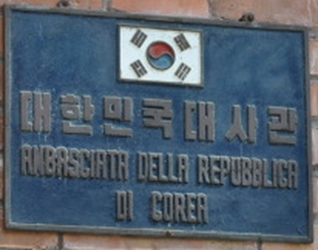 대한민국대사관
AMBASCIATA DELLA REPUBBLICA
DI COREA